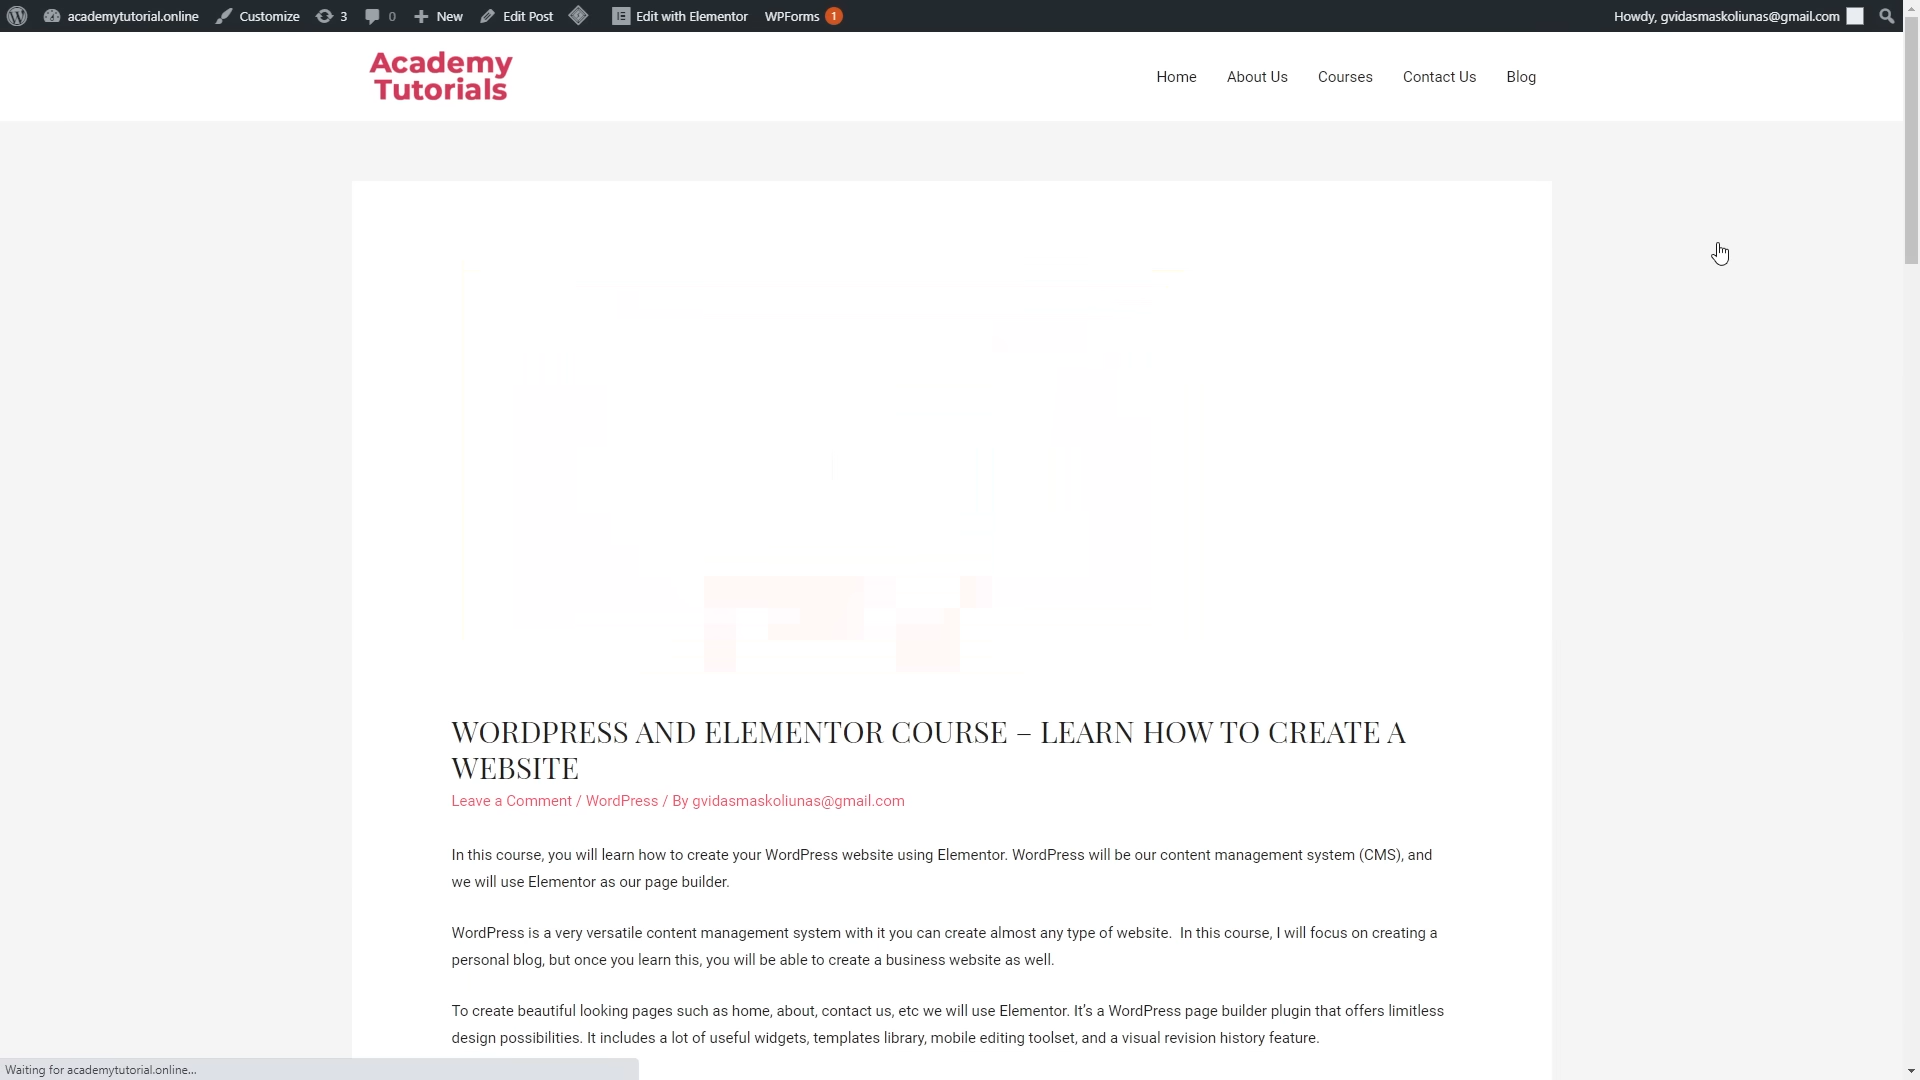 academytutorial.online Customize 3 0 New Edit Post Edit with Elementor WPForms 1 Howdy, gvidasmaskoliunas@gmail.com
Academy
Tutorials
Home About Us Courses Contact Us Blog
WORDPRESS AND ELEMENTOR COURSE – LEARN HOW TO CREATE A
WEBSITE
Leave a Comment / WordPress / By gvidasmaskoliunas@gmail.com
In this course, you will learn how to create your WordPress website using Elementor. WordPress will be our content management system (CMS), and
we will use Elementor as our page builder.
WordPress is a very versatile content management system with it you can create almost any type of website.  In this course, I will focus on creating a
personal blog, but once you learn this, you will be able to create a business website as well.
To create beautiful looking pages such as home, about, contact us, etc we will use Elementor. It’s a WordPress page builder plugin that offers limitless
design possibilities. It includes a lot of useful widgets, templates library, mobile editing toolset, and a visual revision history feature.
Waiting for academytutorial.online...